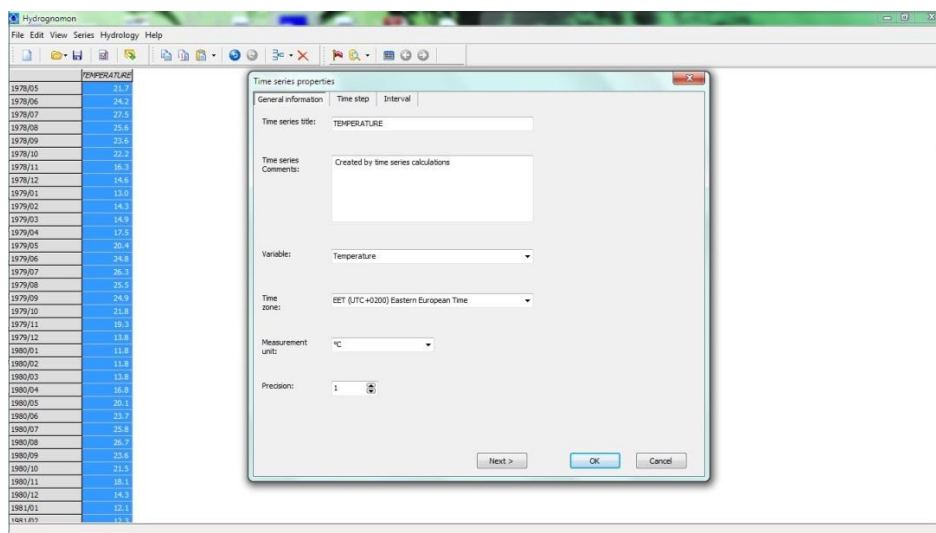 Hydrognomon
File Edit View Series Hydrology Help
TEMPERATURE
1978/05 21.7
1978/06 24.2
1978/07 27.5
1978/08 25.6
1978/09 23.6
1978/10 22.2
1978/11 16.3
1978/12 14.6
1979/01 13.0
1979/02 14.3
1979/03 14.9
1979/04 17.5
1979/05 20.4
1979/06 24.8
1979/07 26.3
1979/08 25.5
1979/09 24.9
1979/10 21.8
1979/11 19.3
1979/12 13.8
1980/01 11.8
1980/02 11.8
1980/03 13.8
1980/04 16.8
1980/05 20.1
1980/06 23.7
1980/07 25.8
1980/08 26.7
1980/09 23.6
1980/10 21.5
1980/11 18.1
1980/12 14.3
1981/01 12.1
1981/02 12.3
Time series properties
General information Time step Interval
Time series title: TEMPERATURE
Time series Comments: Created by time series calculations
Variable: Temperature
Time zone: EET (UTC+0200) Eastern European Time
Measurement unit: °C
Precision: 1
Next > OK Cancel